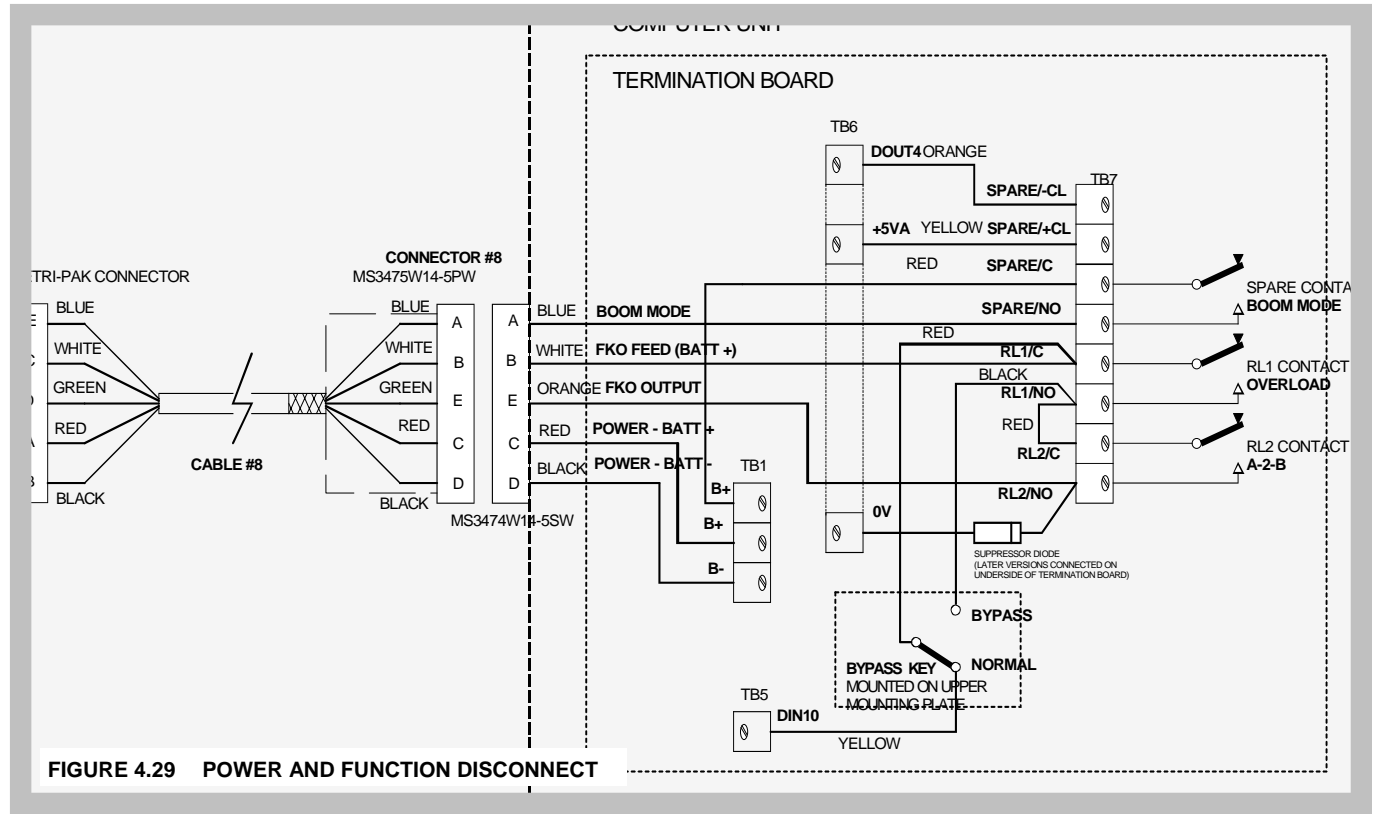 COMPUTER UNIT
TERMINATION BOARD
TB6
DOUT4 ORANGE
TB7
SPARE/-CL
+5VA YELLOW SPARE/+CL
CONNECTOR #8
MS3475W14-5PW
TRI-PAK CONNECTOR
RED SPARE/C
SPARE CONTA
BOOM MODE
BLUE
BLUE
A
A
BLUE BOOM MODE
SPARE/NO
RED
WHITE
WHITE
B
B
WHITE FKO FEED (BATT +)
RL1/C
RL1 CONTACT
OVERLOAD
BLACK
GREEN
GREEN
E
E
ORANGE FKO OUTPUT
RL1/NO
RED
RED
RED
C
C
RED POWER - BATT +
RL2/C
RL2 CONTACT
A-2-B
CABLE #8
BLACK POWER - BATT -
TB1
D
D
BLACK
BLACK
B+
RL2/NO
MS3474W14-5SW
0V
B+
SUPPRESSOR DIODE
(LATER VERSIONS CONNECTED ON
UNDERSIDE OF TERMINATION BOARD)
B-
BYPASS
NORMAL
BYPASS KEY
MOUNTED ON UPPER
MOUNTING PLATE
TB5
DIN10
YELLOW
FIGURE 4.29 POWER AND FUNCTION DISCONNECT